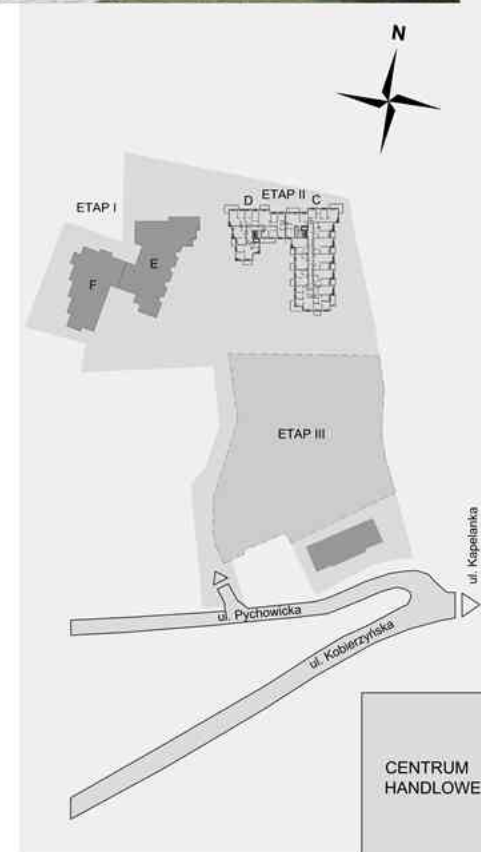 N
ETAP I
D
ETAP II
C
E
F
ETAP III
ul. Kapelanka
ul. Pychowicka
ul. Kobierzyńska
CENTRUM
HANDLOWE